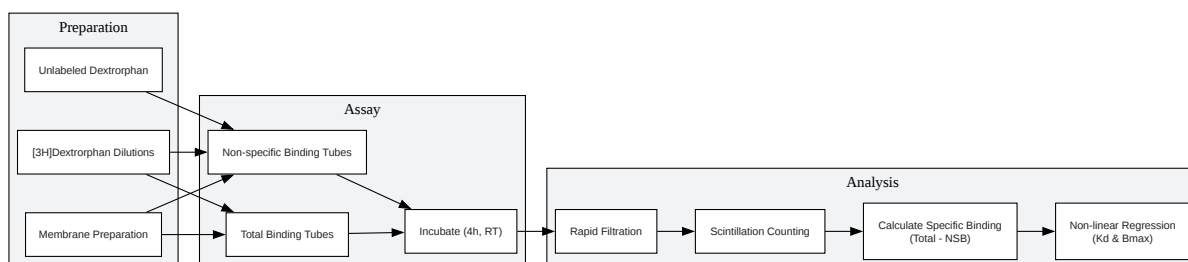 Preparation
Unlabeled Dextrorphan
[3H]Dextrorphan Dilutions
Membrane Preparation
Assay
Non-specific Binding Tubes
Total Binding Tubes
Incubate (4h, RT)
Analysis
Rapid Filtration
Scintillation Counting
Calculate Specific Binding
(Total - NSB)
Non-linear Regression
(Kd & Bmax)